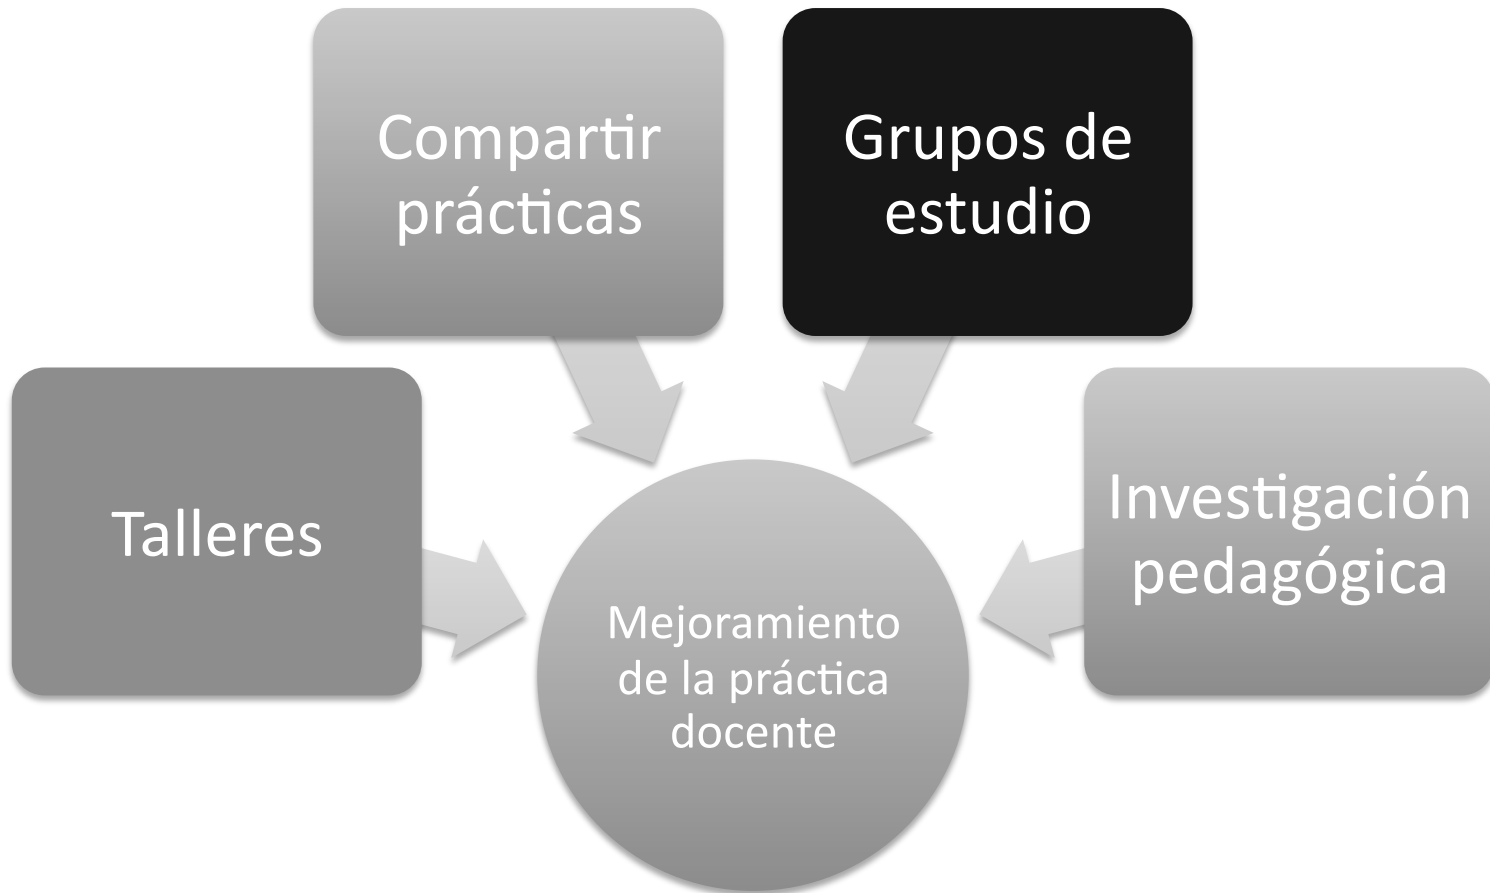 Compartir
prácticas
Grupos de
estudio
Talleres
Investigación
pedagógica
Mejoramiento
de la práctica
docente